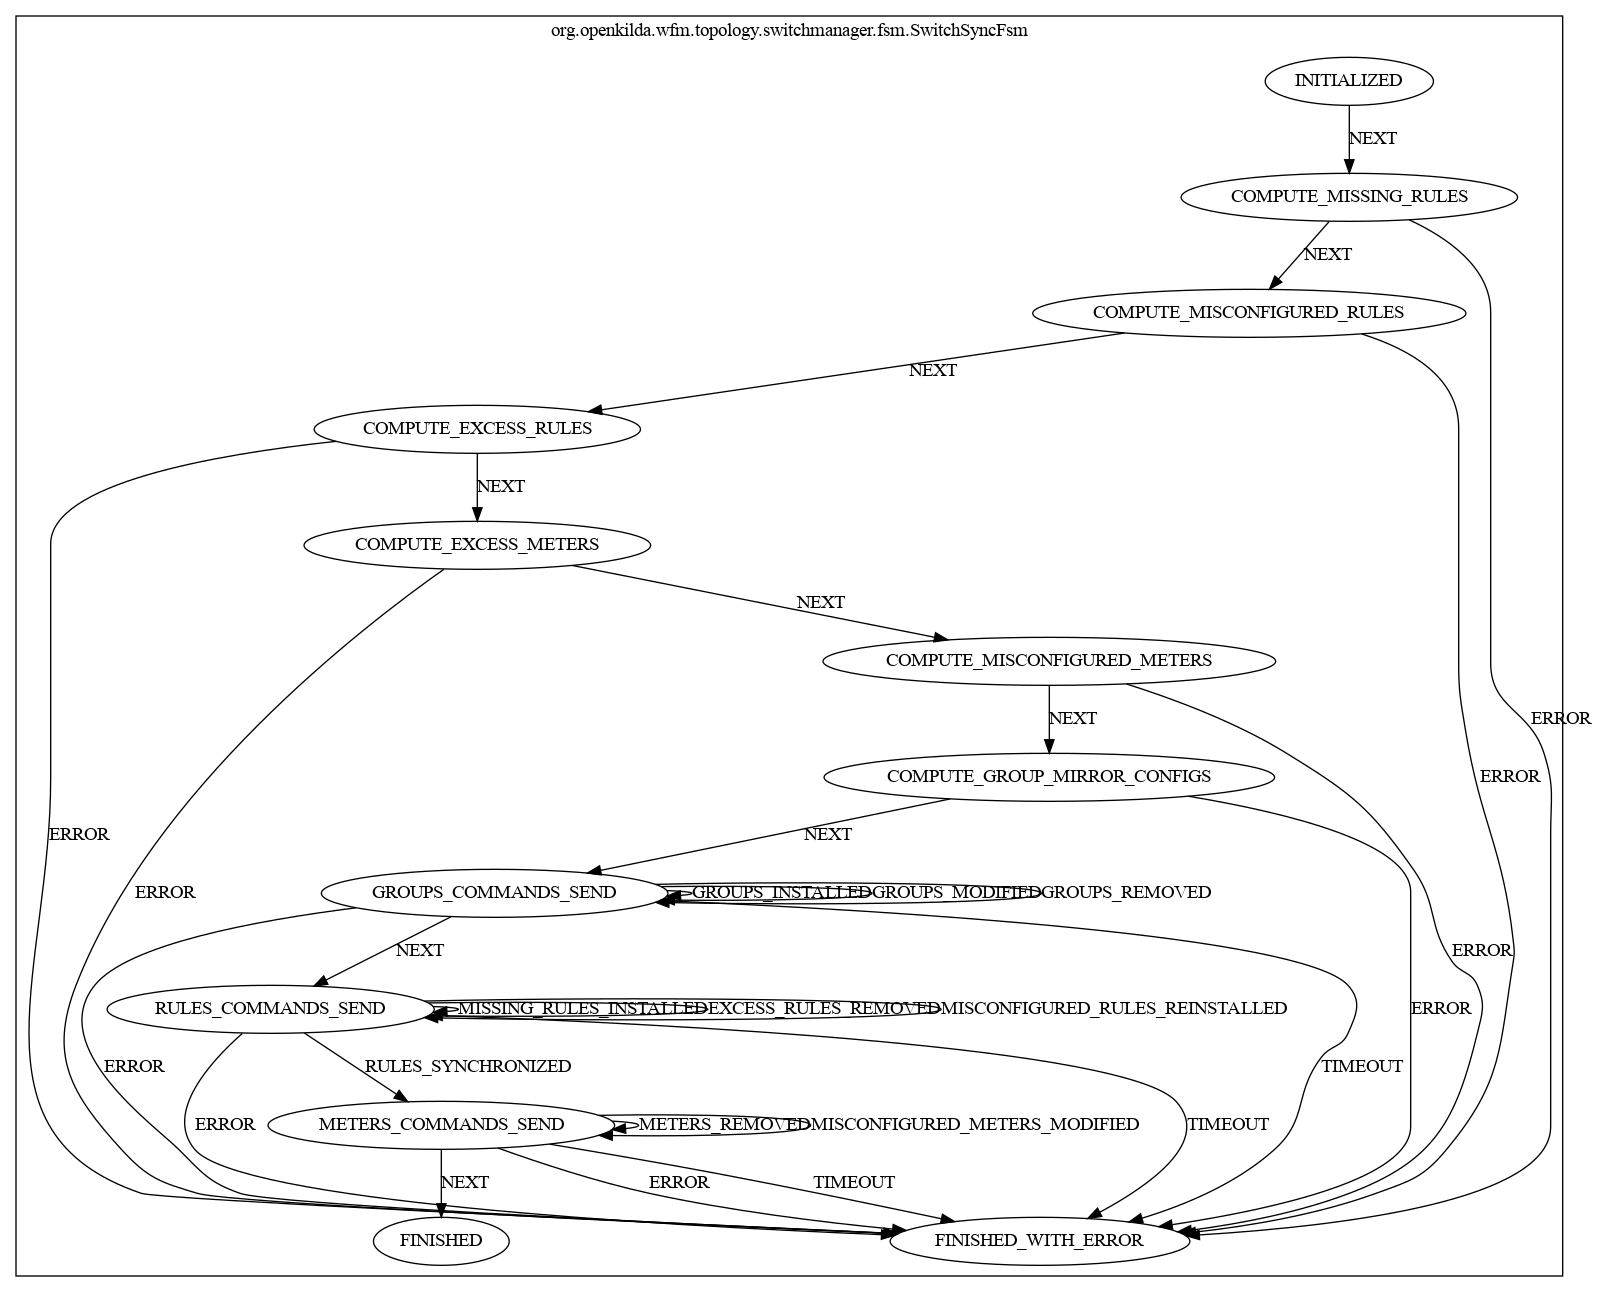 org.openkilda.wfm.topology.switchmanager.fsm.SwitchSyncFsm
INITIALIZED
NEXT
COMPUTE_MISSING_RULES
NEXT
COMPUTE_MISCONFIGURED_RULES
NEXT
COMPUTE_EXCESS_RULES
NEXT
COMPUTE_EXCESS_METERS
NEXT
COMPUTE_MISCONFIGURED_METERS
NEXT
ERROR
COMPUTE_GROUP_MIRROR_CONFIGS
ERROR
ERROR
NEXT
ERROR
GROUPS_COMMANDS_SEND
GROUPS_INSTALLED
GROUPS_MODIFIED
GROUPS_REMOVED
NEXT
ERROR
RULES_COMMANDS_SEND
MISSING_RULES_INSTALLED
EXCESS_RULES_REMOVED
MISCONFIGURED_RULES_REINSTALLED
ERROR
ERROR
RULES_SYNCHRONIZED
TIMEOUT
ERROR
METERS_COMMANDS_SEND
METERS_REMOVED
MISCONFIGURED_METERS_MODIFIED
TIMEOUT
NEXT
ERROR
TIMEOUT
FINISHED
FINISHED_WITH_ERROR